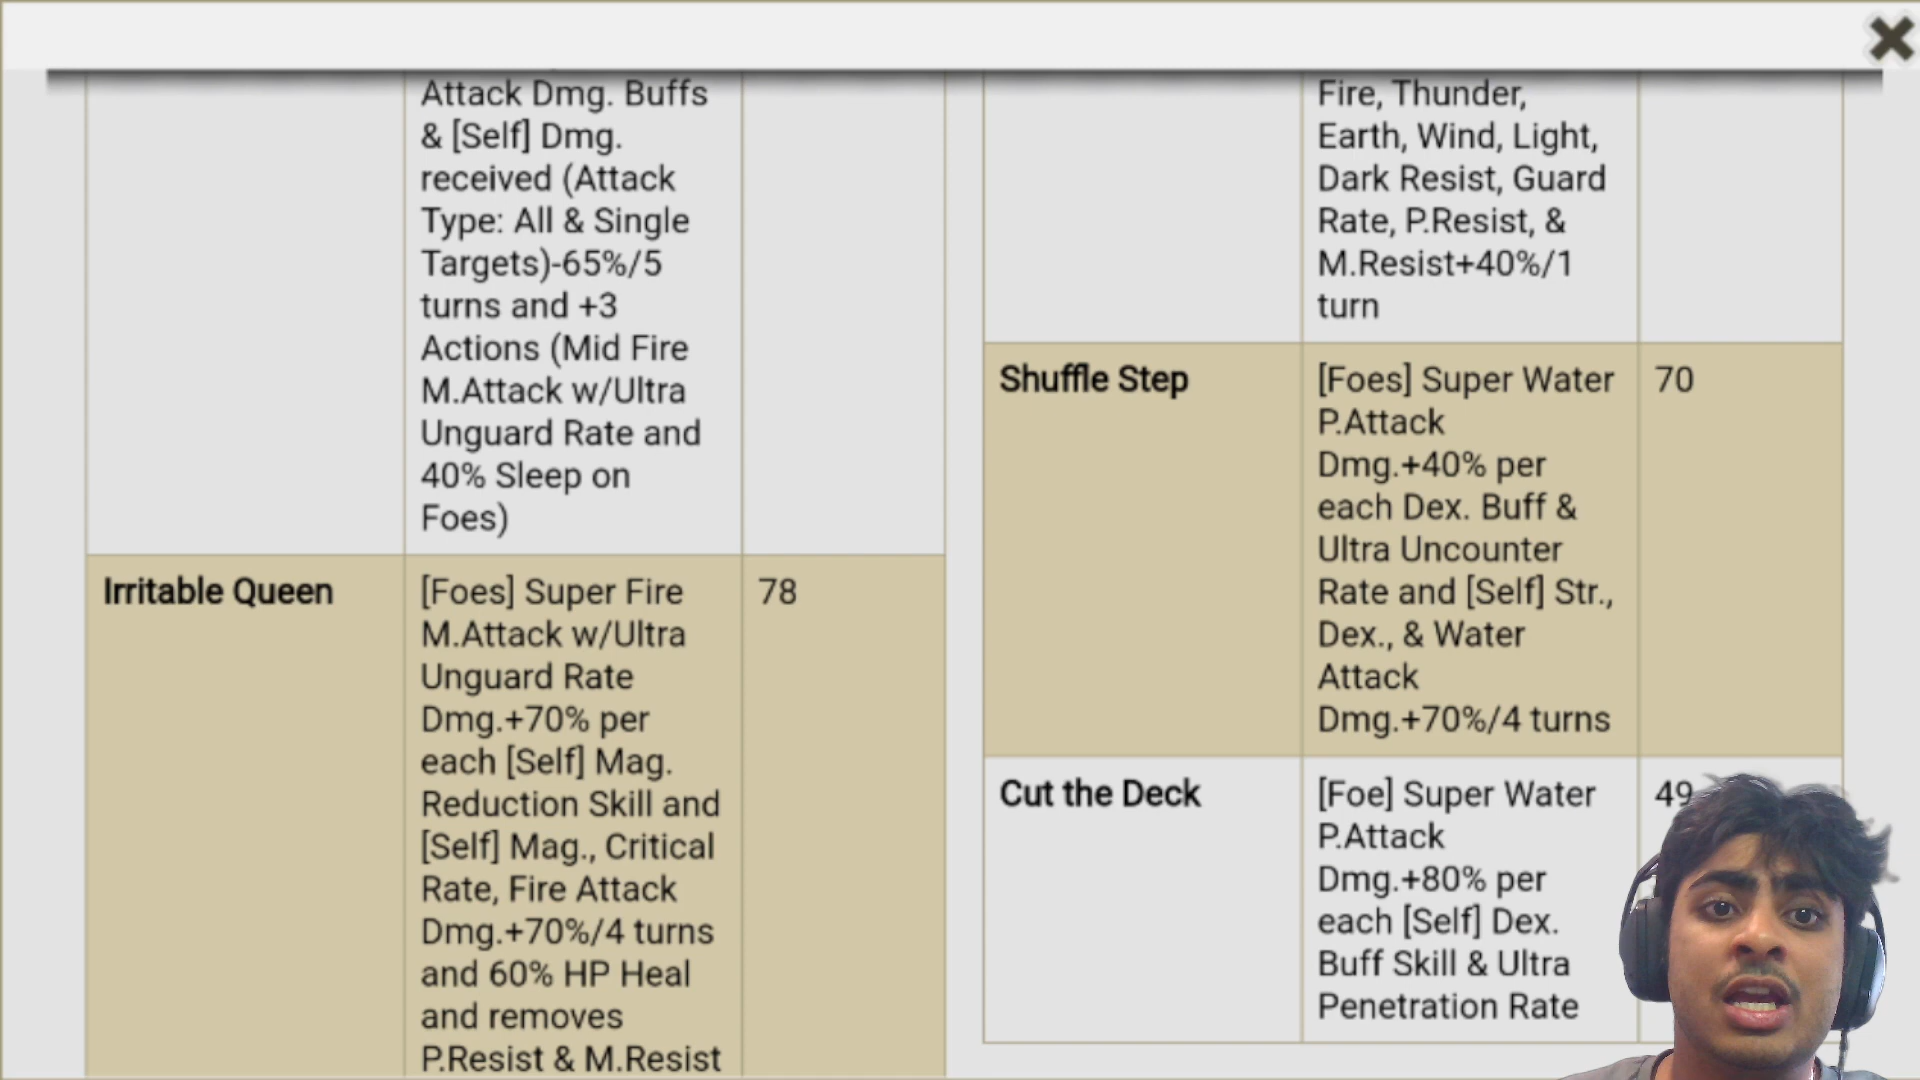 Attack Dmg. Buffs
& [Self] Dmg.
received (Attack
Type: All & Single
Targets)-65%/5
turns and +3
Actions (Mid Fire
M.Attack w/Ultra
Unguard Rate and
40% Sleep on
Foes)
Irritable Queen
[Foes] Super Fire
M.Attack w/Ultra
Unguard Rate
Dmg.+70% per
each [Self] Mag.
Reduction Skill and
[Self] Mag., Critical
Rate, Fire Attack
Dmg.+70%/4 turns
and 60% HP Heal
and removes
P.Resist & M.Resist
78
Fire, Thunder,
Earth, Wind, Light,
Dark Resist, Guard
Rate, P.Resist, &
M.Resist+40%/1
turn
Shuffle Step
[Foes] Super Water
P.Attack
Dmg.+40% per
each Dex. Buff &
Ultra Uncounter
Rate and [Self] Str.,
Dex., & Water
Attack
Dmg.+70%/4 turns
70
Cut the Deck
[Foe] Super Water
P.Attack
Dmg.+80% per
each [Self] Dex.
Buff Skill & Ultra
Penetration Rate
49